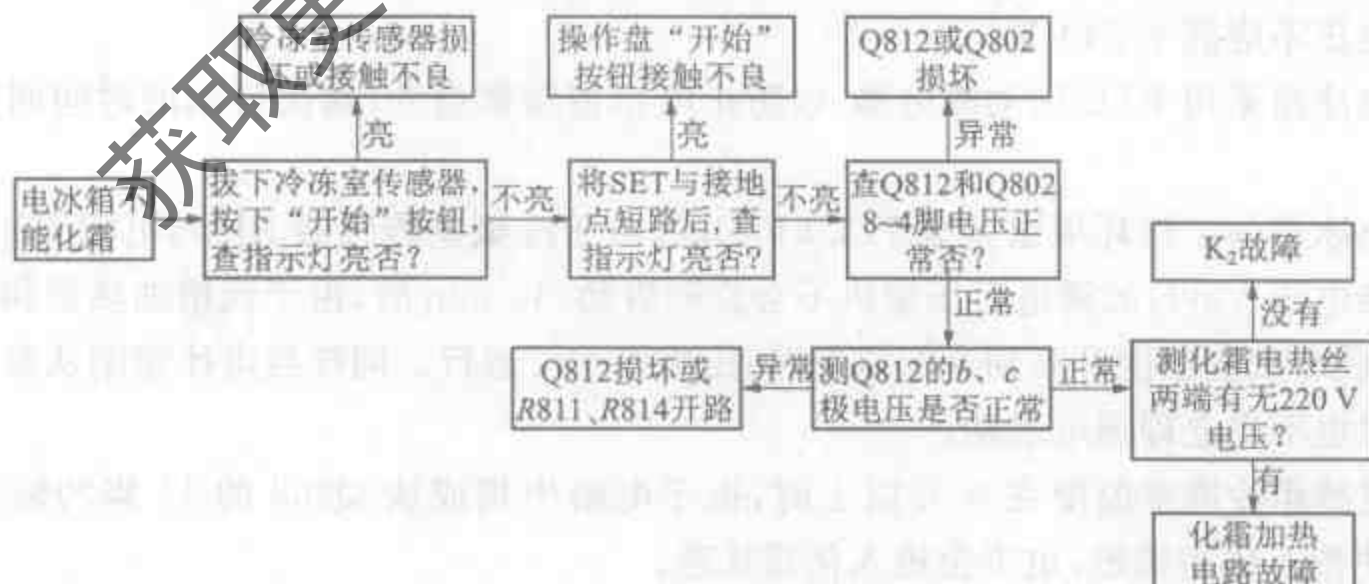 冷冻室传感器损
坏或接触不良
操作盘“开始”
按钮接触不良
Q812或Q802
损坏
亮
亮
异常
电冰箱不
能化霜
拔下冷冻室传感器,
按下“开始”按钮,
查指示灯亮否?
不亮
将SET与接地
点短路后, 查
指示灯亮否?
不亮
查Q812和Q802
8~4脚电压正
常否?
正常
K₂故障
没有
Q812损坏或
R811、R814开路
异常
测Q812的b、c
极电压是否正常
正常
测化霜电热丝
两端有无220 V
电压?
有
化霜加热
电路故障
获取更